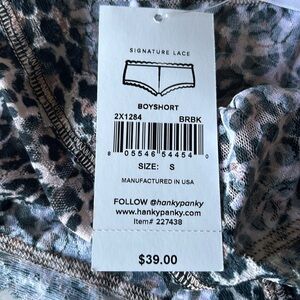 SIGNATURE LACE
BOYSHORT
2X1284 BRBK
8 05546 54454 0
SIZE: S
MANUFACTURED IN USA
FOLLOW @hankypanky
www.hankypanky.com
Item# 227438
$39.00